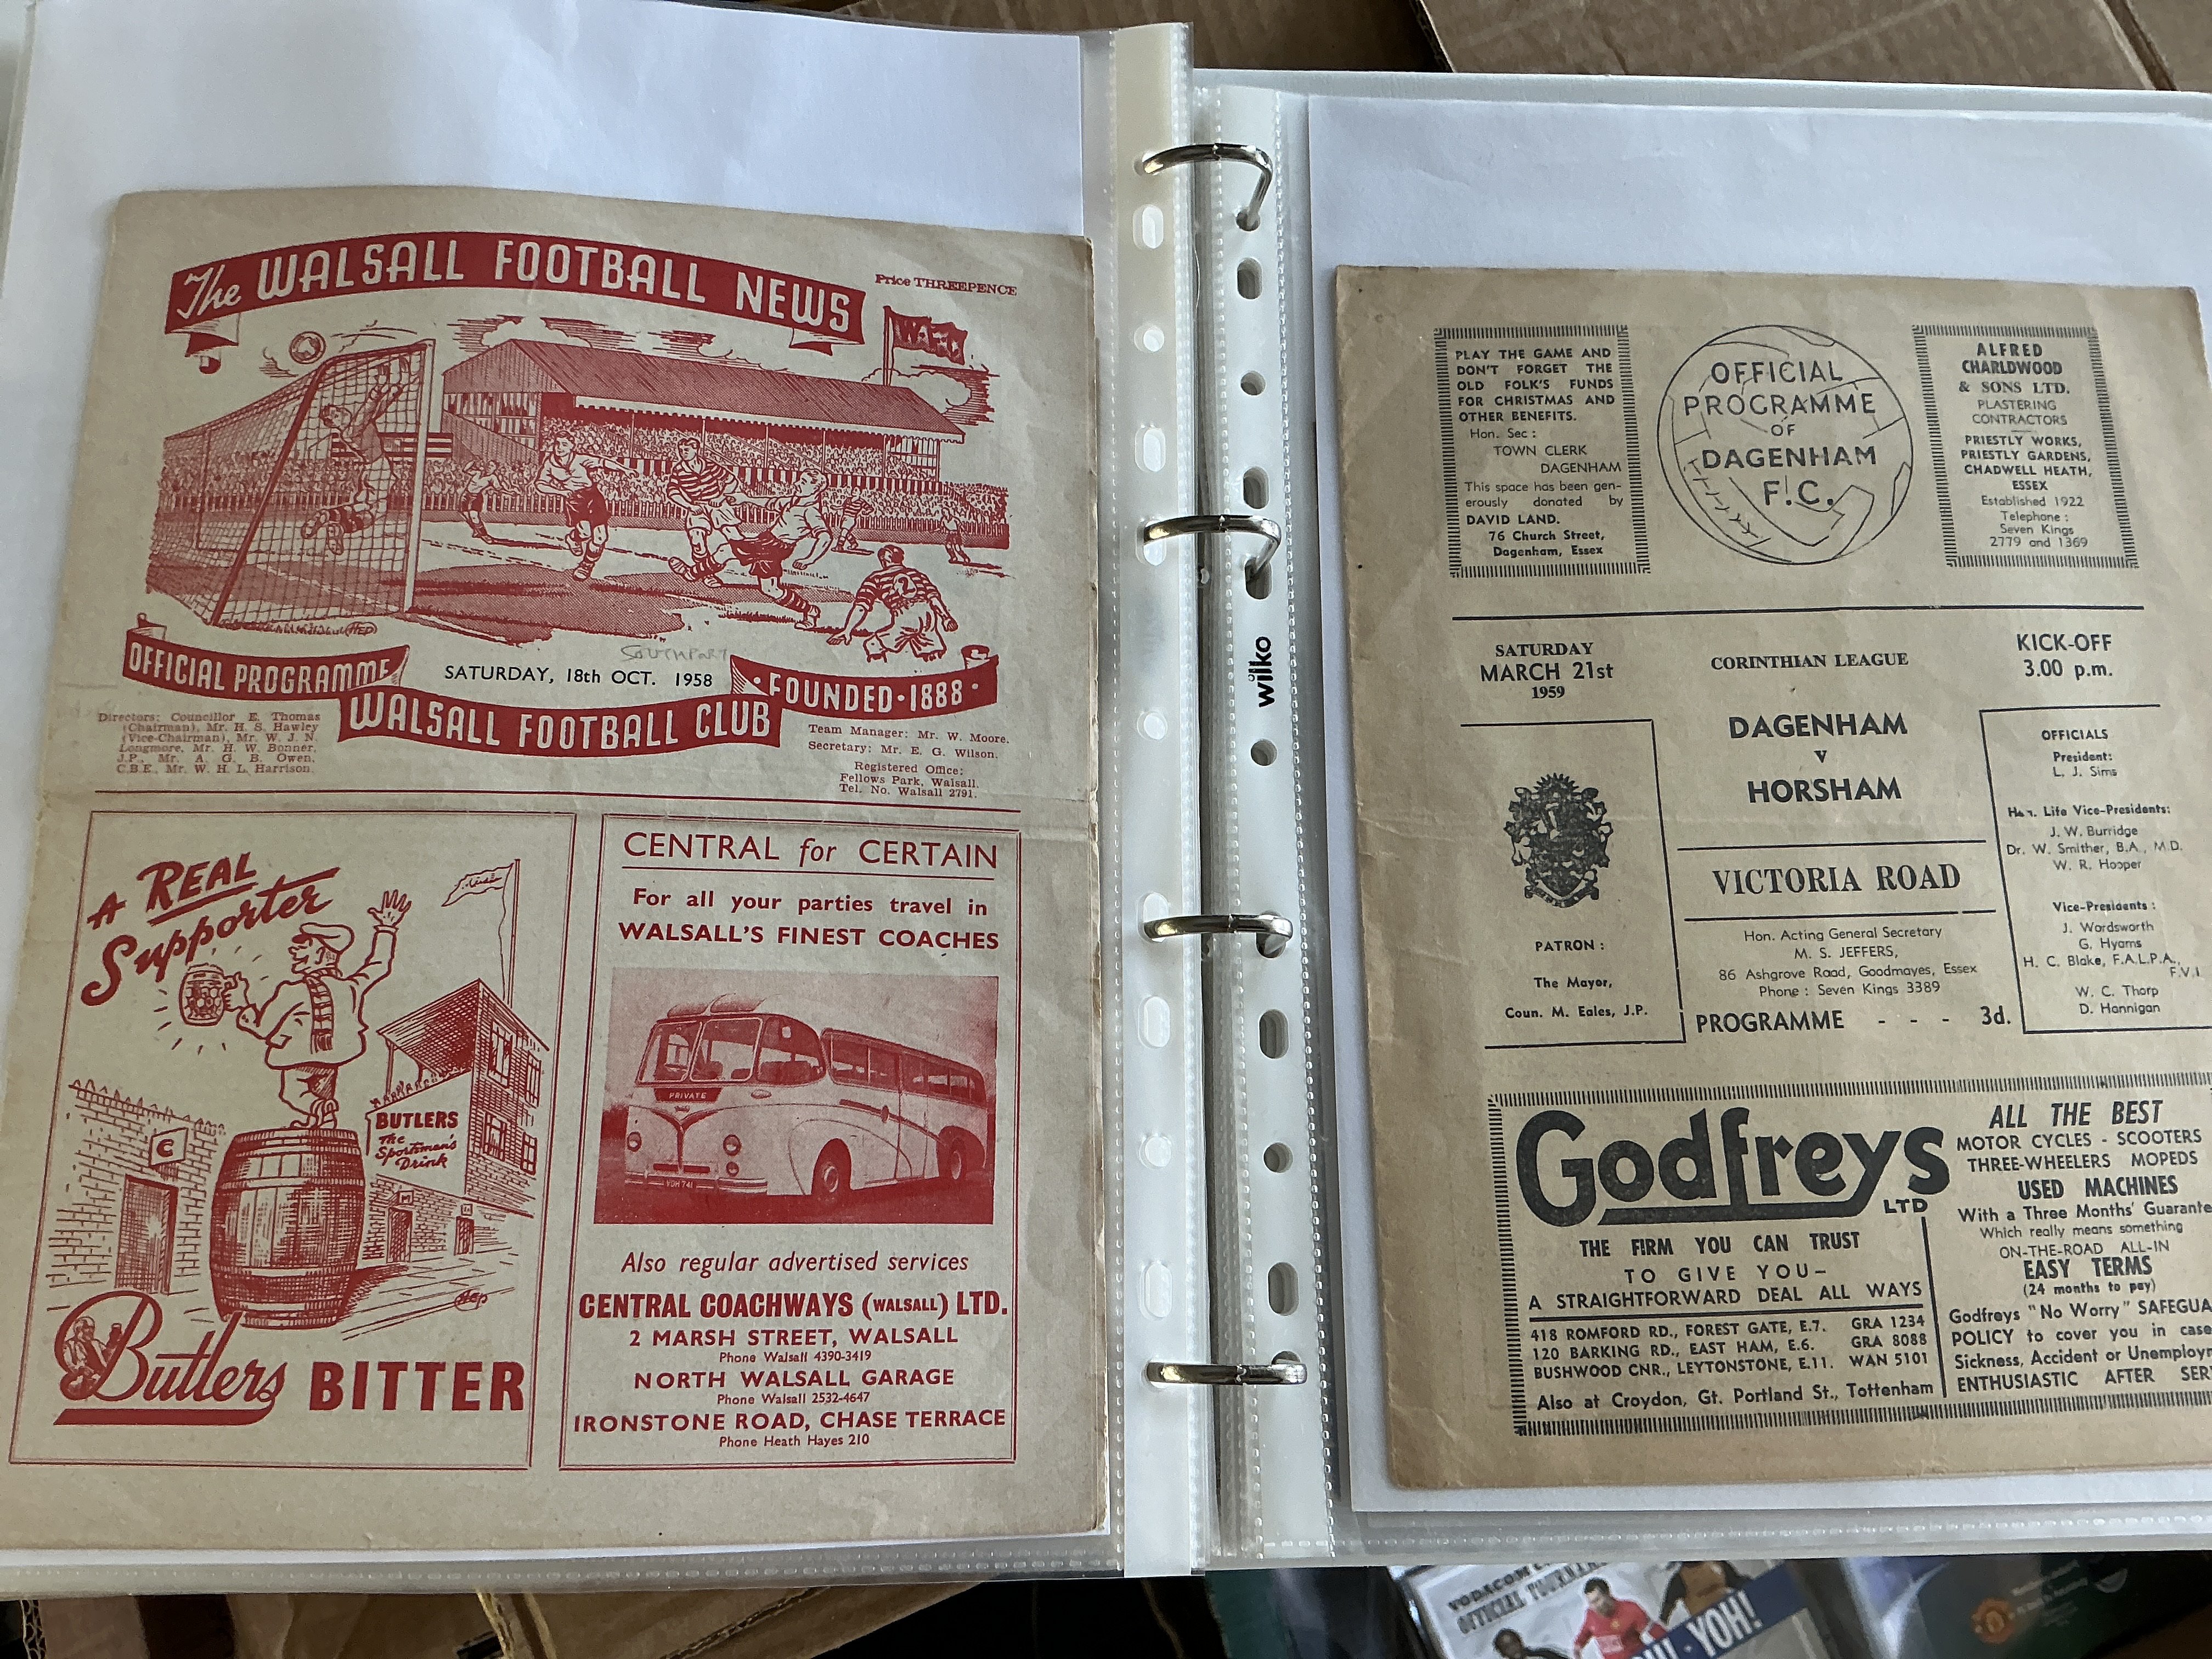 The WALSALL FOOTBALL NEWS
Price THREEPENCE
W.A.F.C
HEP
SOUTHPORT
OFFICIAL PROGRAMME
SATURDAY, 18th OCT. 1958
·FOUNDED·1888·
WALSALL FOOTBALL CLUB
Directors: Councillor E. Thomas
(Chairman), Mr. H. S. Hawley
(Vice-Chairman), Mr. W. J. N.
Longmore, Mr. H. W. Bonner,
J.P., Mr. A. G. B. Owen,
C.B.E., Mr. W. H. L. Harrison.
Team Manager: Mr. W. Moore.
Secretary: Mr. E. G. Wilson.
Registered Office:
Fellows Park, Walsall.
Tel. No. Walsall 2791.
A REAL
Supporter
BUTLERS
The
Sportsmen's
Drink
C
M
HEP
Butlers BITTER
CENTRAL for CERTAIN
For all your parties travel in
WALSALL'S FINEST COACHES
PRIVATE
YDH 741
Also regular advertised services
CENTRAL COACHWAYS (WALSALL) LTD.
2 MARSH STREET, WALSALL
Phone Walsall 4390-3419
NORTH WALSALL GARAGE
Phone Walsall 2532-4647
IRONSTONE ROAD, CHASE TERRACE
Phone Heath Hayes 210
wilko
PLAY THE GAME AND
DON'T FORGET THE
OLD FOLK'S FUNDS
FOR CHRISTMAS AND
OTHER BENEFITS.
Hon. Sec :
TOWN CLERK
DAGENHAM
This space has been gen-
erously donated by
DAVID LAND.
76 Church Street,
Dagenham, Essex
OFFICIAL
PROGRAMME
OF
DAGENHAM
F.C.
ALFRED
CHARLDWOOD
& SONS LTD.
PLASTERING
CONTRACTORS
PRIESTLY WORKS,
PRIESTLY GARDENS,
CHADWELL HEATH,
ESSEX
Established 1922
Telephone :
Seven Kings
2779 and 1369
SATURDAY
MARCH 21st
1959
CORINTHIAN LEAGUE
KICK-OFF
3.00 p.m.
DAGENHAM
v
HORSHAM
VICTORIA ROAD
Hon. Acting General Secretary
M. S. JEFFERS,
86 Ashgrove Road, Goodmayes, Essex
Phone : Seven Kings 3389
PROGRAMME - - - 3d.
PATRON :
The Mayor,
Coun. M. Eales, J.P.
OFFICIALS
President:
L. J. Sims
Hon. Life Vice-Presidents:
J. W. Burridge
Dr. W. Smither, B.A., M.D.
W. R. Hooper
Vice-Presidents :
J. Wordsworth
G. Hyams
H. C. Blake, F.A.L.P.A.,
F.V.I.
W. C. Thorp
D. Hannigan
Godfreys
LTD
THE FIRM YOU CAN TRUST
TO GIVE YOU—
A STRAIGHTFORWARD DEAL ALL WAYS
418 ROMFORD RD., FOREST GATE, E.7. GRA 1234
120 BARKING RD., EAST HAM, E.6. GRA 8088
BUSHWOOD CNR., LEYTONSTONE, E.11. WAN 5101
Also at Croydon, Gt. Portland St., Tottenham
ALL THE BEST
MOTOR CYCLES - SCOOTERS
THREE-WHEELERS MOPEDS
USED MACHINES
With a Three Months' Guarante
Which really means something
ON-THE-ROAD ALL-IN
EASY TERMS
(24 months to pay)
Godfreys "No Worry" SAFEGUA
POLICY to cover you in case
Sickness, Accident or Unemploym
ENTHUSIASTIC AFTER SER
VODACOM
OFFICIAL TOURNA
YOH!